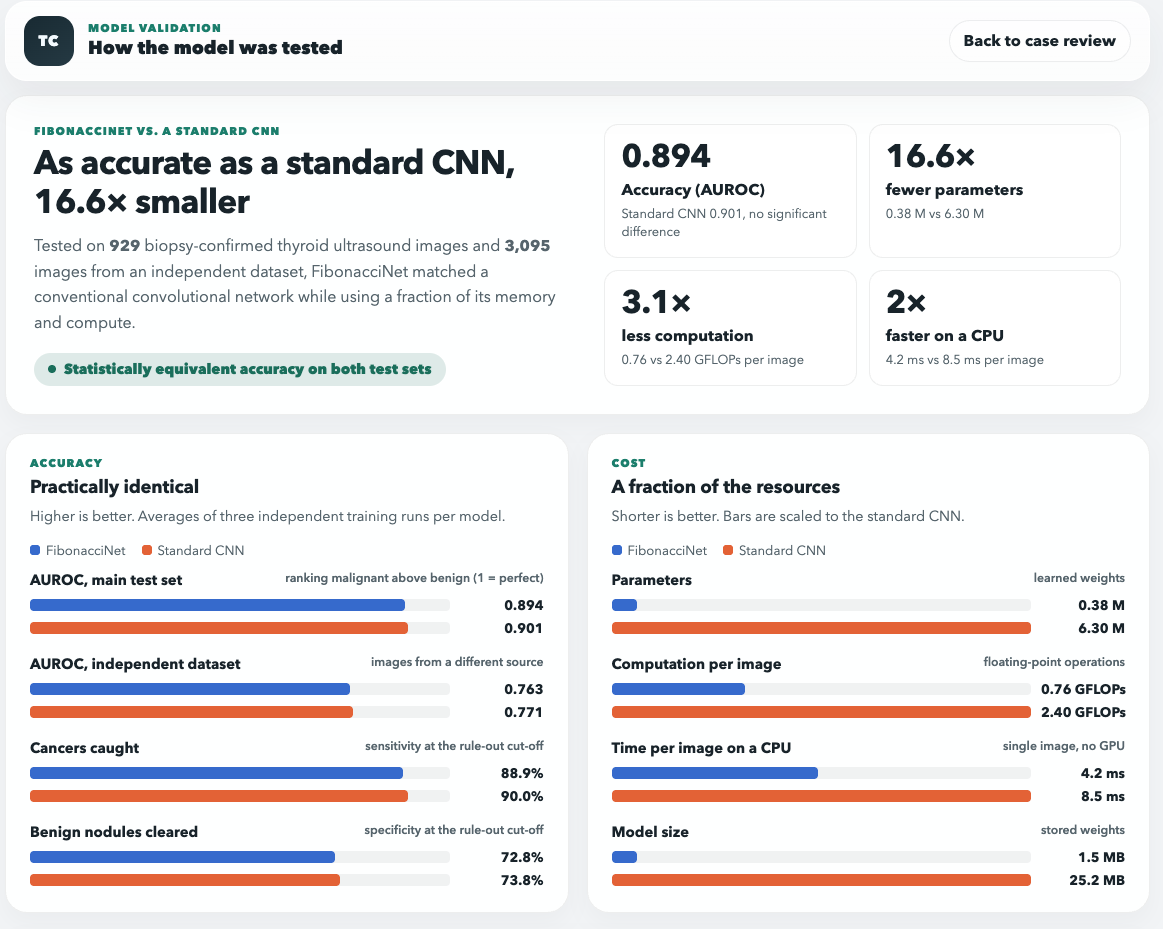 TC
MODEL VALIDATION
How the model was tested
Back to case review
FIBONACCINET VS. A STANDARD CNN
As accurate as a standard CNN,
16.6× smaller
Tested on 929 biopsy-confirmed thyroid ultrasound images and 3,095
images from an independent dataset, FibonacciNet matched a
conventional convolutional network while using a fraction of its memory
and compute.
Statistically equivalent accuracy on both test sets
0.894
Accuracy (AUROC)
Standard CNN 0.901, no significant
difference
16.6×
fewer parameters
0.38 M vs 6.30 M
3.1×
less computation
0.76 vs 2.40 GFLOPs per image
2×
faster on a CPU
4.2 ms vs 8.5 ms per image
ACCURACY
Practically identical
Higher is better. Averages of three independent training runs per model.
FibonacciNet Standard CNN
AUROC, main test set ranking malignant above benign (1 = perfect)
0.894
0.901
AUROC, independent dataset images from a different source
0.763
0.771
Cancers caught sensitivity at the rule-out cut-off
88.9%
90.0%
Benign nodules cleared specificity at the rule-out cut-off
72.8%
73.8%
COST
A fraction of the resources
Shorter is better. Bars are scaled to the standard CNN.
FibonacciNet Standard CNN
Parameters learned weights
0.38 M
6.30 M
Computation per image floating-point operations
0.76 GFLOPs
2.40 GFLOPs
Time per image on a CPU single image, no GPU
4.2 ms
8.5 ms
Model size stored weights
1.5 MB
25.2 MB